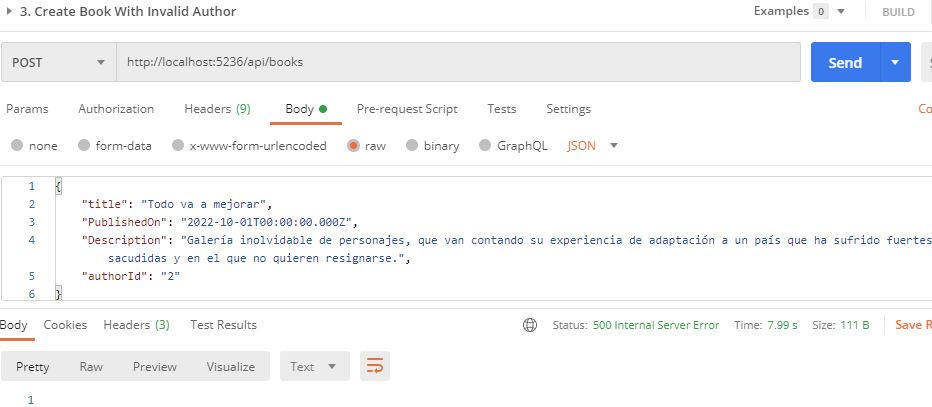 3. Create Book With Invalid Author Examples 0 BUILD
POST http://localhost:5236/api/books Send
Params Authorization Headers (9) Body Pre-request Script Tests Settings Co
none form-data x-www-form-urlencoded raw binary GraphQL JSON
1 {
2 "title": "Todo va a mejorar",
3 "PublishedOn": "2022-10-01T00:00:00.000Z",
4 "Description": "Galería inolvidable de personajes, que van contando su experiencia de adaptación a un país que ha sufrido fuertes
sacudidas y en el que no quieren resignarse.",
5 "authorId": "2"
6 }
Body Cookies Headers (3) Test Results Status: 500 Internal Server Error Time: 7.99 s Size: 111 B Save R
Pretty Raw Preview Visualize Text
1